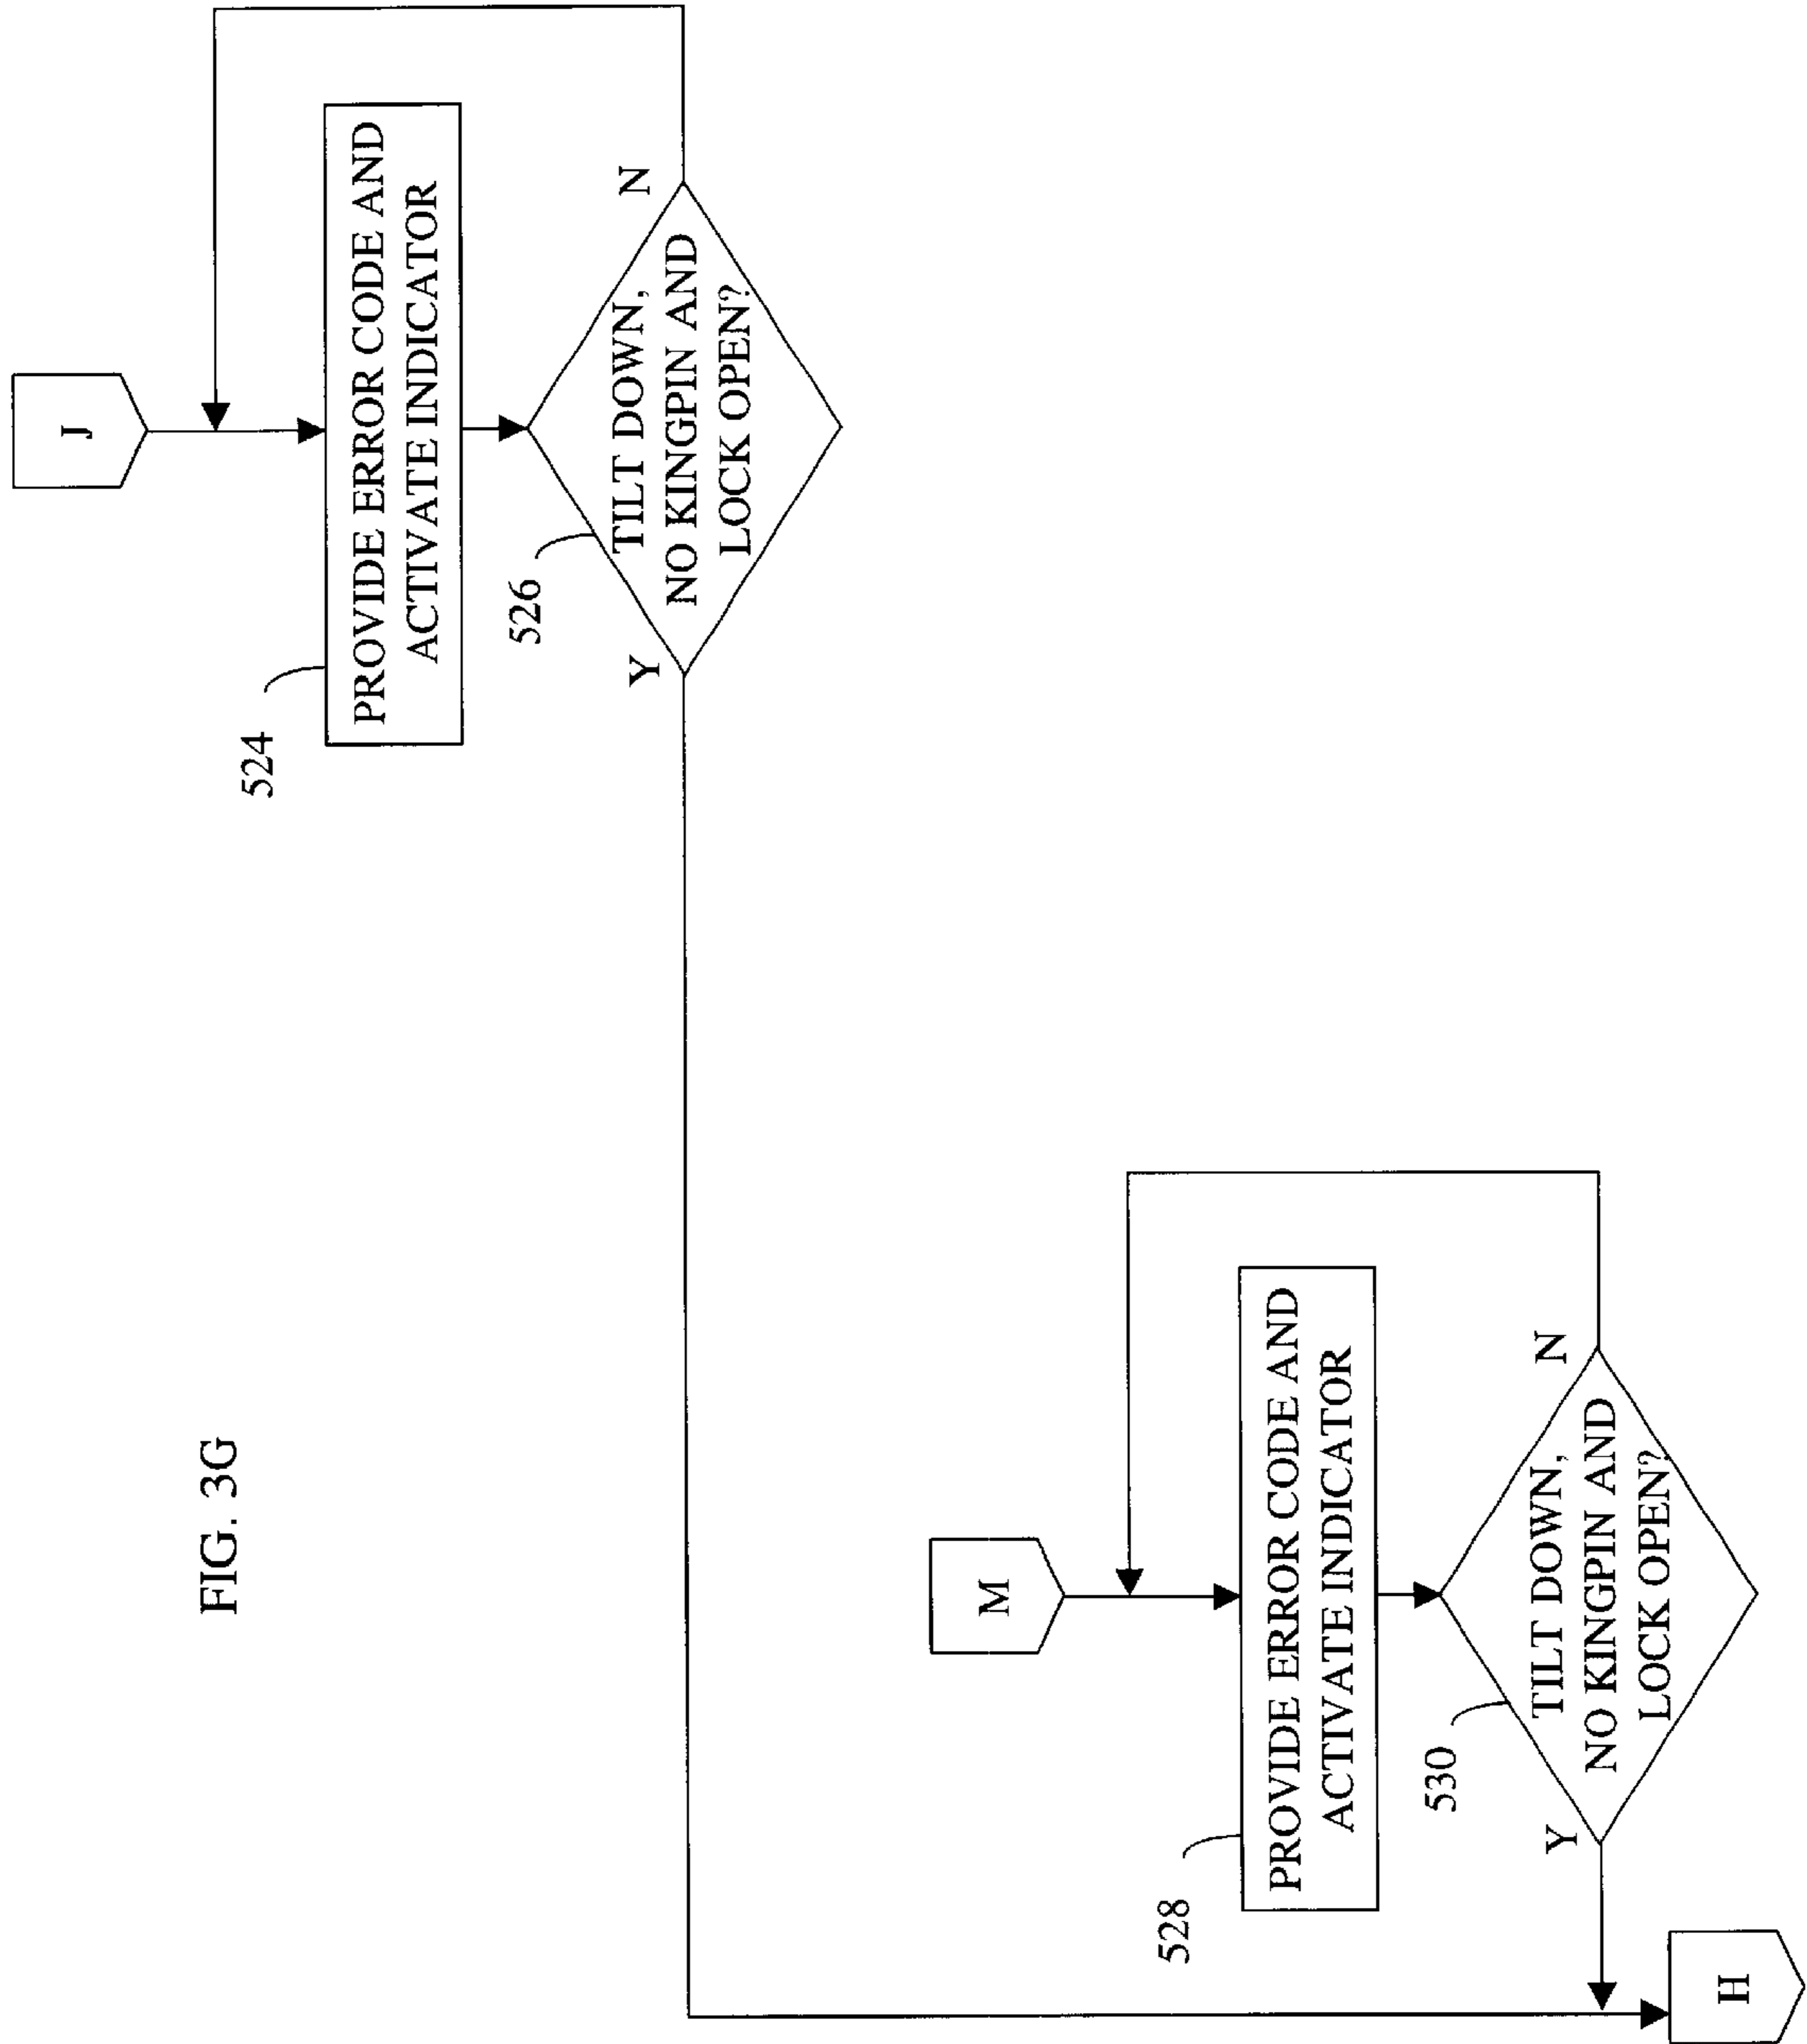 FIG. 3G
J
524
PROVIDE ERROR CODE AND
ACTIVATE INDICATOR
526
Y
N
TILT DOWN,
NO KINGPIN AND
LOCK OPEN?
M
528
PROVIDE ERROR CODE AND
ACTIVATE INDICATOR
530
Y
N
TILT DOWN,
NO KINGPIN AND
LOCK OPEN?
H